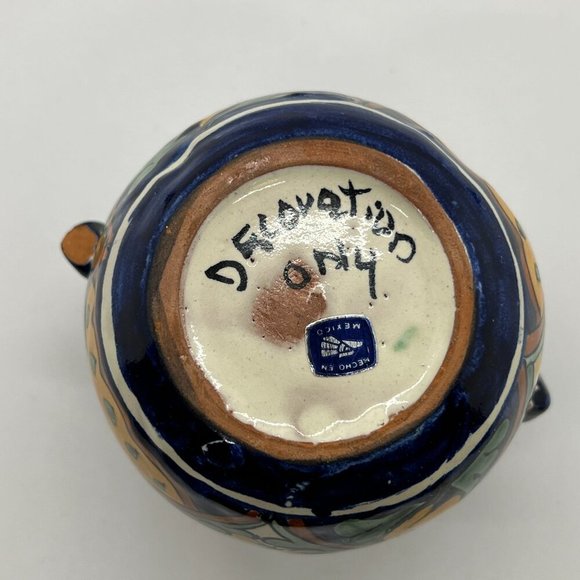 DECORATION
ONLY
HECHO EN
MEXICO